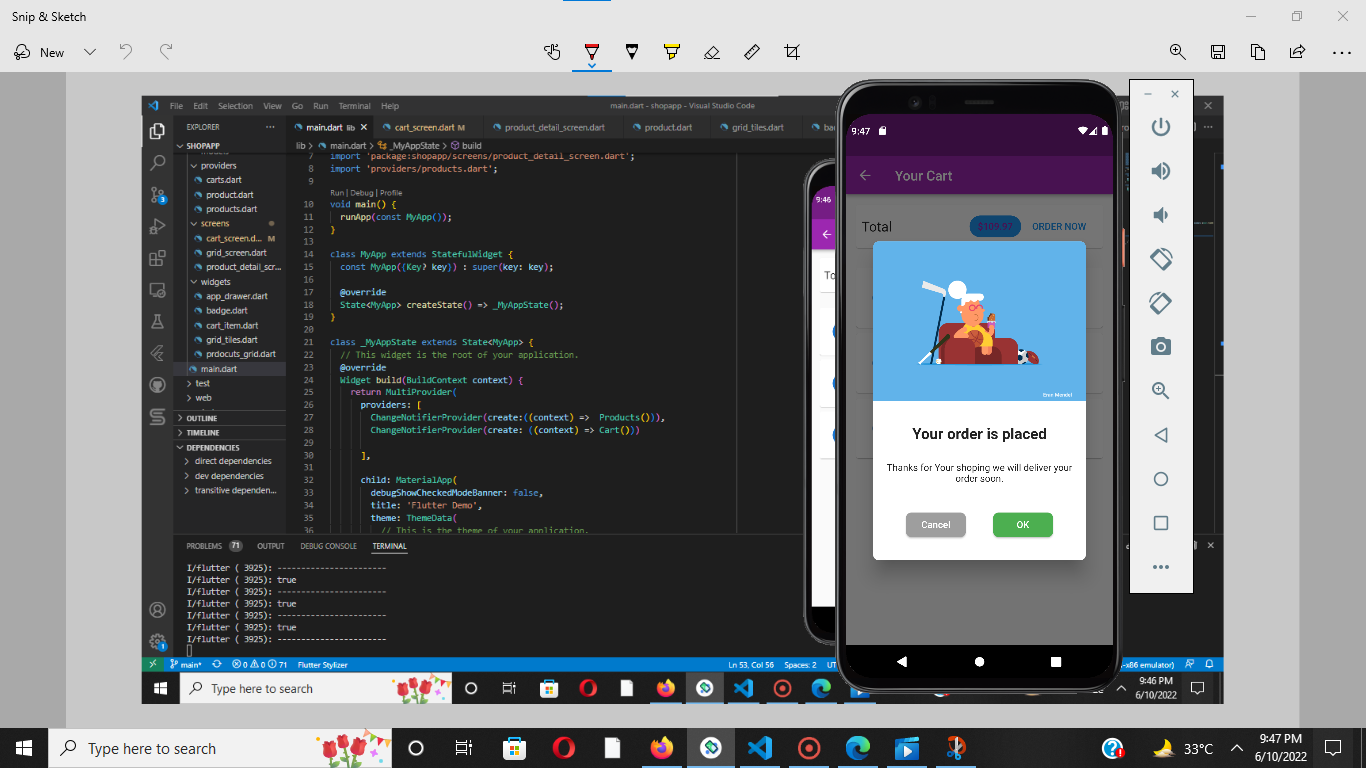 Snip & Sketch
New
File Edit Selection View Go Run Terminal Help
main.dart - shopapp - Visual Studio Code
EXPLORER
main.dart lib
cart_screen.dart M
product_detail_screen.dart
product.dart
grid_tiles.dart
SHOPAPP
lib > main.dart > _MyAppState > build
providers
carts.dart
product.dart
products.dart
screens
cart_screen.d... M
grid_screen.dart
product_detail_scr...
widgets
app_drawer.dart
badge.dart
cart_item.dart
grid_tiles.dart
prdocuts_grid.dart
main.dart
test
web
OUTLINE
TIMELINE
DEPENDENCIES
direct dependencies
dev dependencies
transitive dependen...
3
1
7 import 'package:shopapp/screens/product_detail_screen.dart';
8 import 'providers/products.dart';
9
Run | Debug | Profile
10 void main() {
11 runApp(const MyApp());
12 }
13
14 class MyApp extends StatefulWidget {
15 const MyApp({Key? key}) : super(key: key);
16
17 @override
18 State<MyApp> createState() => _MyAppState();
19 }
20
21 class _MyAppState extends State<MyApp> {
22 // This widget is the root of your application.
23 @override
24 Widget build(BuildContext context) {
25 return MultiProvider(
26 providers: [
27 ChangeNotifierProvider(create:((context) => Products())),
28 ChangeNotifierProvider(create: ((context) => Cart()))
29
30 ],
31
32 child: MaterialApp(
33 debugShowCheckedModeBanner: false,
34 title: 'Flutter Demo',
35 theme: ThemeData(
36 // This is the theme of your application.
PROBLEMS 71 OUTPUT DEBUG CONSOLE TERMINAL
I/flutter ( 3925): -----------------------
I/flutter ( 3925): true
I/flutter ( 3925): -----------------------
I/flutter ( 3925): true
I/flutter ( 3925): -----------------------
I/flutter ( 3925): true
I/flutter ( 3925): -----------------------
main* 0 0 71 Flutter Stylizer
Ln 53, Col 56 Spaces: 2
-x86 emulator)
9:46
9:47
Your Cart
Total
$109.97
ORDER NOW
Eren Mendel
Your order is placed
Thanks for Your shoping we will deliver your
order soon.
Cancel
OK
Type here to search
9:46 PM
6/10/2022
Type here to search
33°C
9:47 PM
6/10/2022